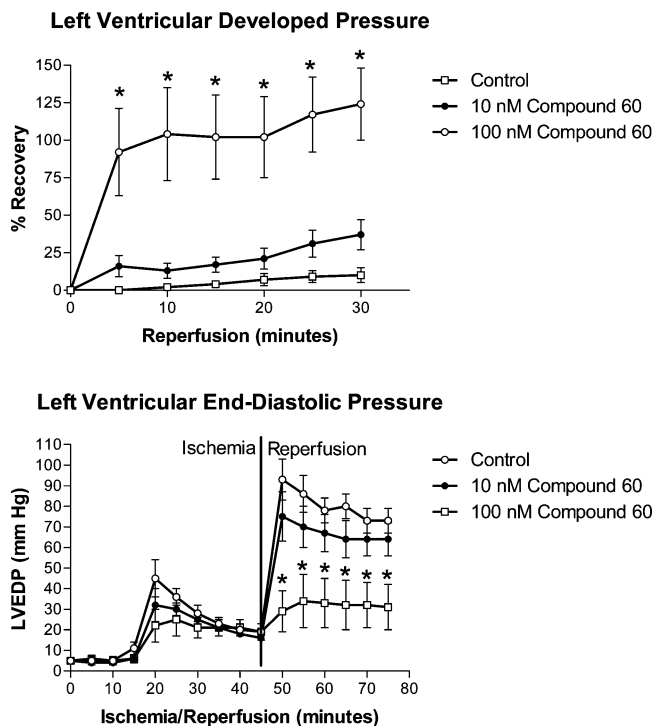 Left Ventricular Developed Pressure
150
125
100
75
50
25
0
% Recovery
* * * * * *
0 10 20 30
Reperfusion (minutes)
Control
10 nM Compound 60
100 nM Compound 60
Left Ventricular End-Diastolic Pressure
110
100
90
80
70
60
50
40
30
20
10
0
LVEDP (mm Hg)
Ischemia Reperfusion
* * * * * *
0 10 20 30 40 50 60 70 80
Ischemia/Reperfusion (minutes)
Control
10 nM Compound 60
100 nM Compound 60